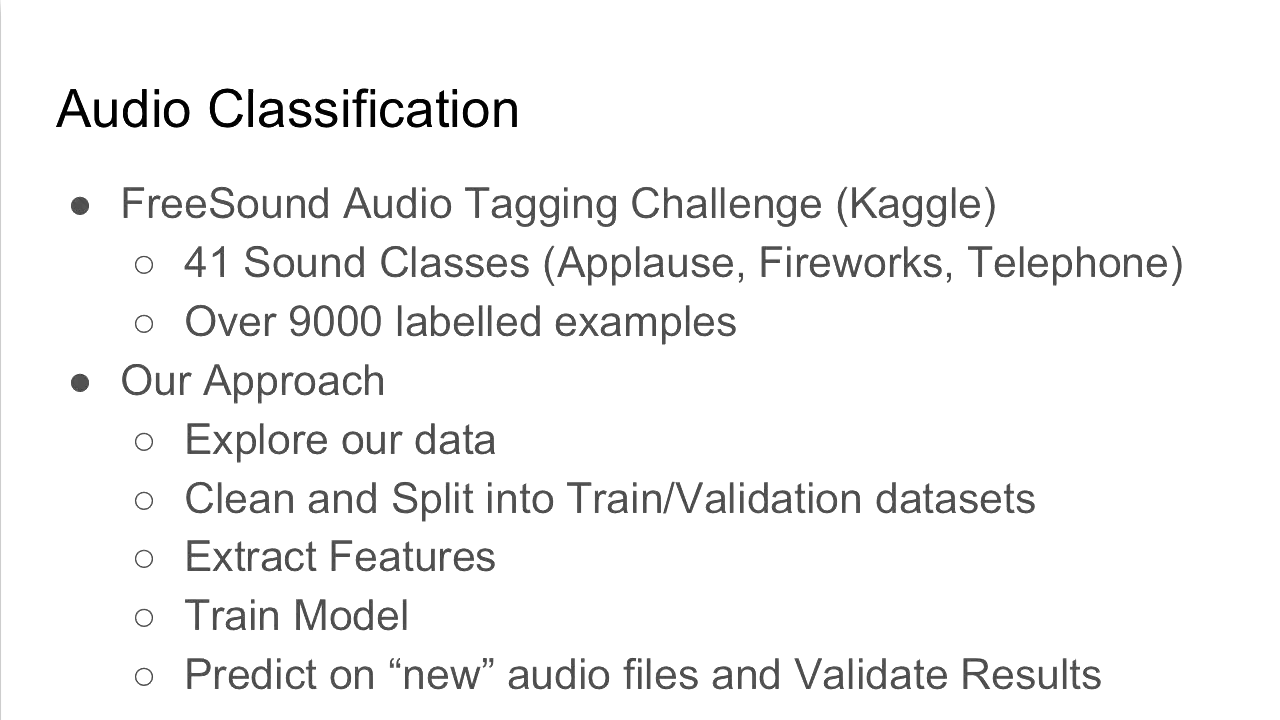 Audio Classification
● FreeSound Audio Tagging Challenge (Kaggle)
○ 41 Sound Classes (Applause, Fireworks, Telephone)
○ Over 9000 labelled examples
● Our Approach
○ Explore our data
○ Clean and Split into Train/Validation datasets
○ Extract Features
○ Train Model
○ Predict on “new” audio files and Validate Results